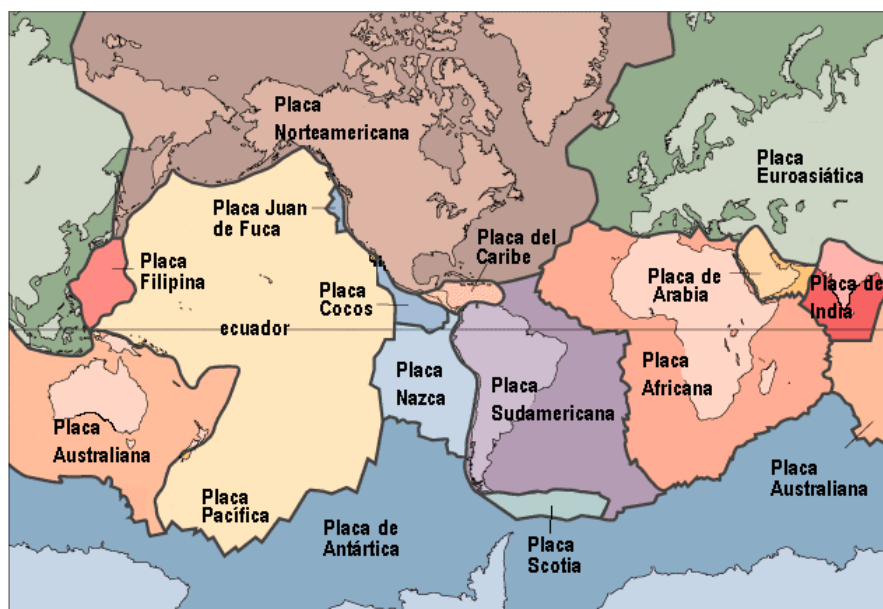 Placa
Norteamericana
Placa
Euroasiática
Placa Juan
de Fuca
Placa del
Caribe
Placa
Filipina
Placa de
Arabia
Placa de
India
Placa
Cocos
ecuador
Placa
Nazca
Placa
Sudamericana
Placa
Africana
Placa
Australiana
Placa
Australiana
Placa
Pacífica
Placa de
Antártica
Placa
Scotia